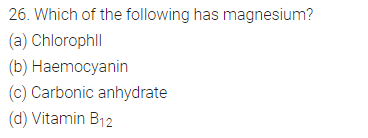 26. Which of the following has magnesium?
(a) Chlorophll
(b) Haemocyanin
(c) Carbonic anhydrate
(d) Vitamin B12